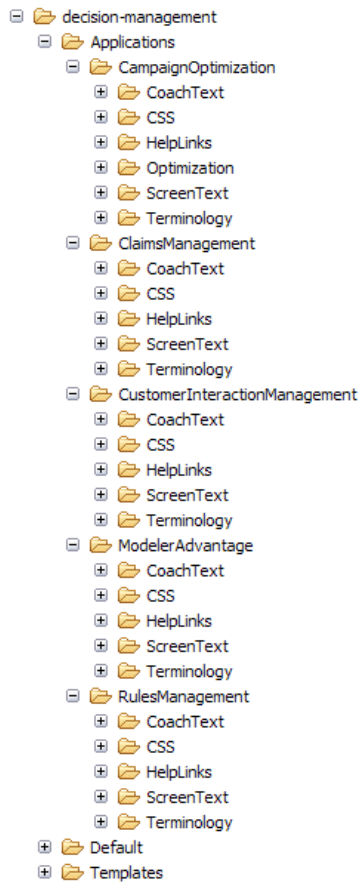 decision-management
Applications
CampaignOptimization
CoachText
CSS
HelpLinks
Optimization
ScreenText
Terminology
ClaimsManagement
CoachText
CSS
HelpLinks
ScreenText
Terminology
CustomerInteractionManagement
CoachText
CSS
HelpLinks
ScreenText
Terminology
ModelerAdvantage
CoachText
CSS
HelpLinks
ScreenText
Terminology
RulesManagement
CoachText
CSS
HelpLinks
ScreenText
Terminology
Default
Templates